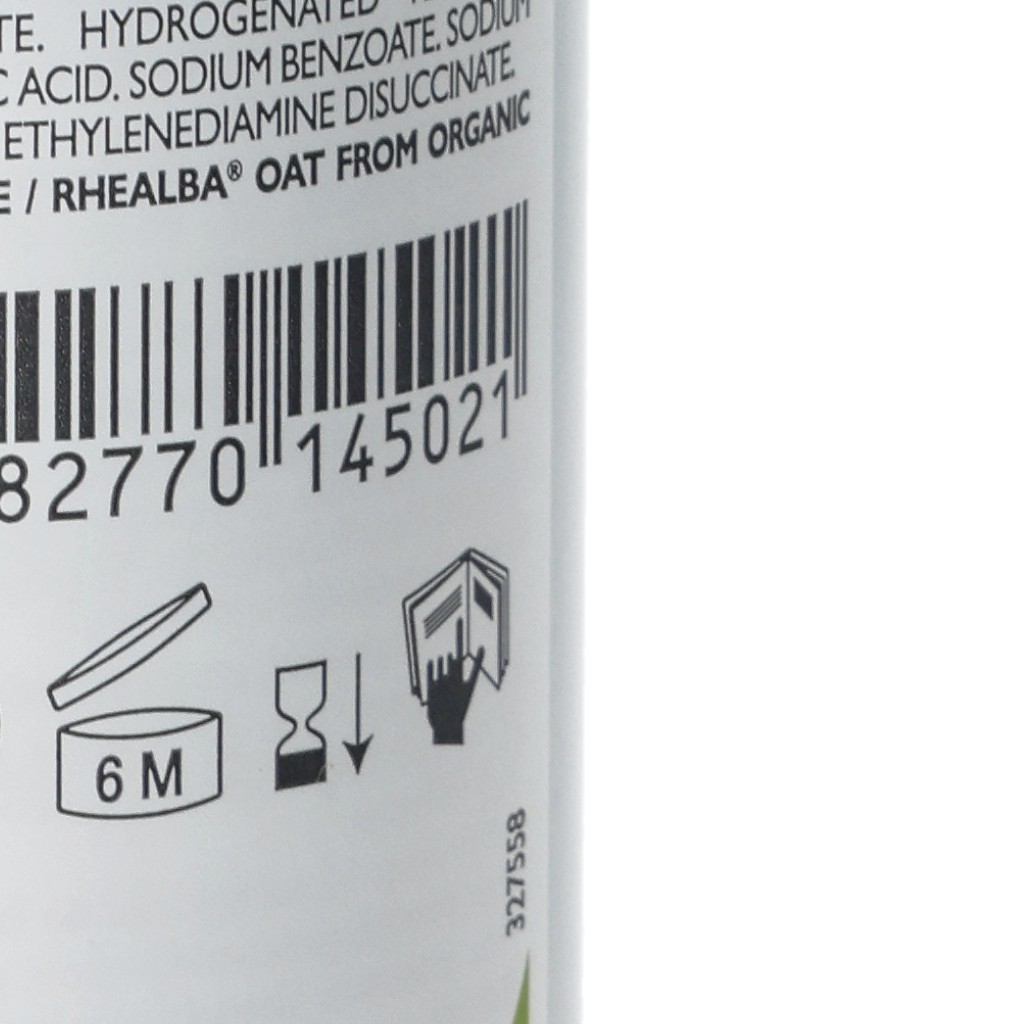 TE. HYDROGENATED
C ACID. SODIUM BENZOATE. SODIUM
ETHYLENEDIAMINE DISUCCINATE.
E / RHEALBA® OAT FROM ORGANIC
82770 145021
6 M
327558